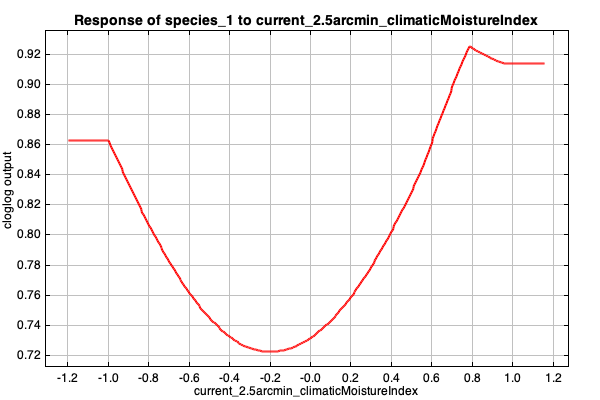 Response of species_1 to current_2.5arcmin_climaticMoistureIndex
cloglog output
0.92
0.90
0.88
0.86
0.84
0.82
0.80
0.78
0.76
0.74
0.72
-1.2 -1.0 -0.8 -0.6 -0.4 -0.2 -0.0 0.2 0.4 0.6 0.8 1.0 1.2
current_2.5arcmin_climaticMoistureIndex